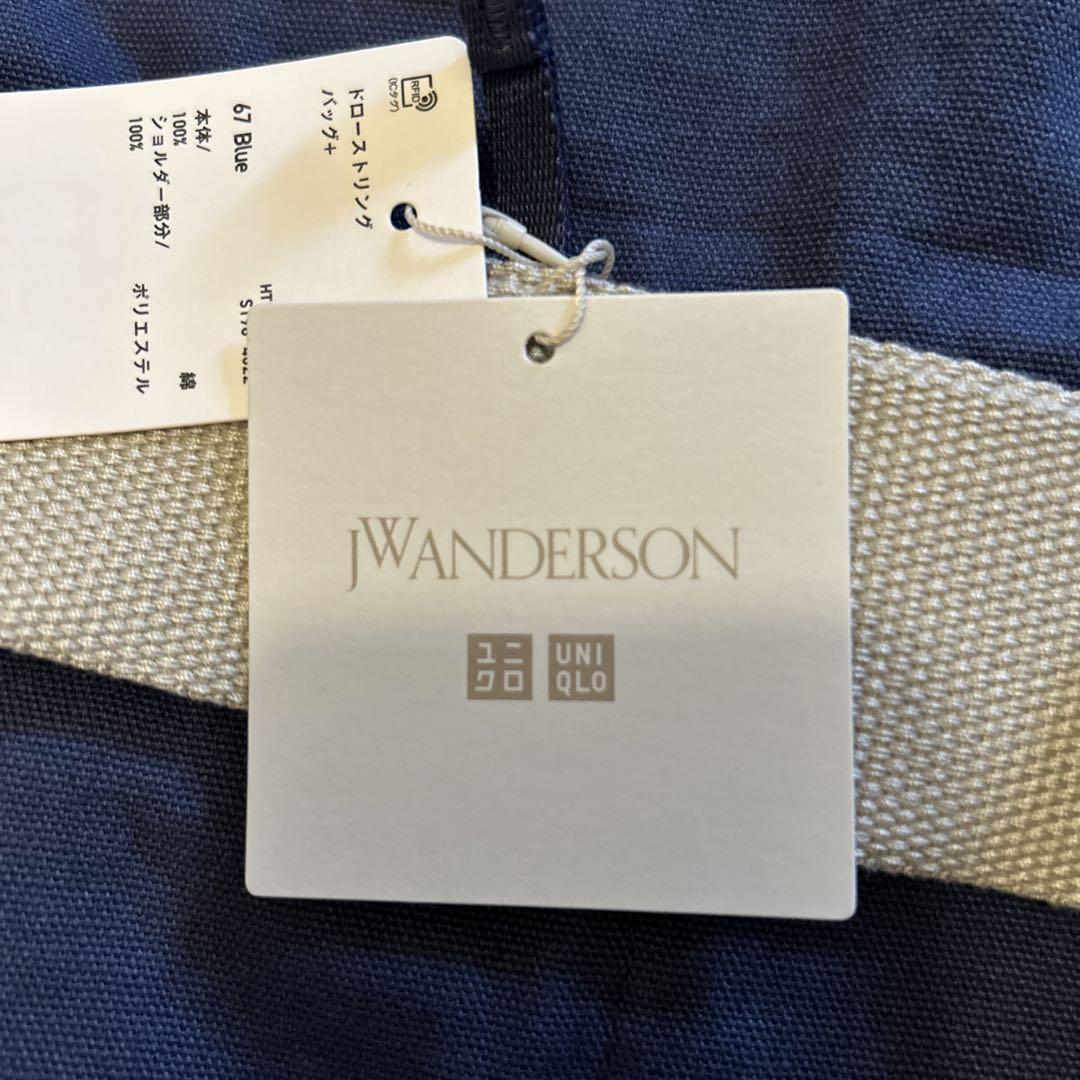 RFID
(ICタグ)
ドローストリング
バッグ+
67 Blue
本体/
100% 綿
ショルダー部分/
100% ポリエステル
HT
JWANDERSON
ユニ
クロ
UNI
QLO